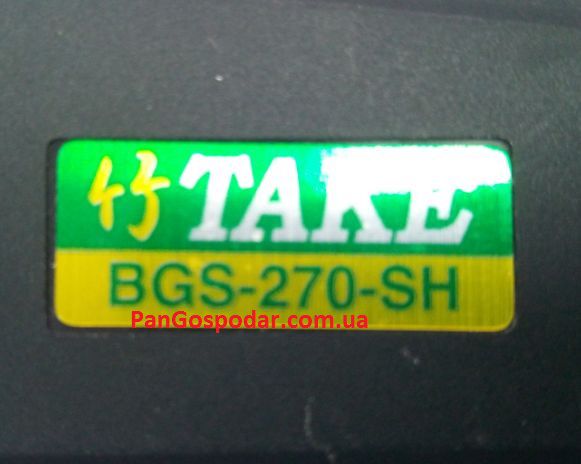 竹 TAKE
BGS-270-SH
PanGospodar.com.ua